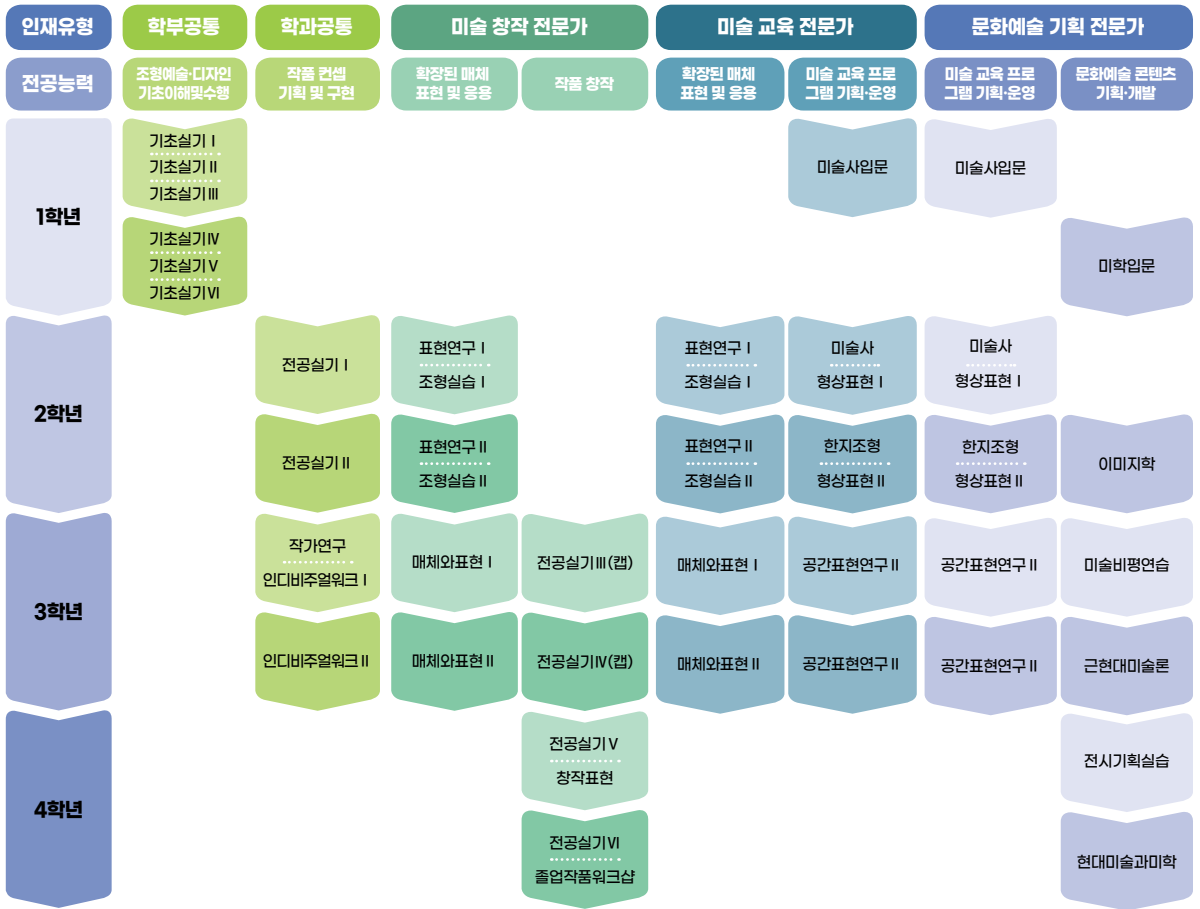 인재유형
학부공통
학과공통
미술 창작 전문가
미술 교육 전문가
문화예술 기획 전문가
전공능력
조형예술·디자인
기초이해및수행
작품 컨셉
기획 및 구현
확장된 매체
표현 및 응용
작품 창작
확장된 매체
표현 및 응용
미술 교육 프로
그램 기획·운영
미술 교육 프로
그램 기획·운영
문화예술 콘텐츠
기획·개발
1학년
기초실기 Ⅰ
기초실기 Ⅱ
기초실기 Ⅲ
미술사입문
미술사입문
기초실기 Ⅳ
기초실기 Ⅴ
기초실기 Ⅵ
미학입문
2학년
전공실기 Ⅰ
표현연구 Ⅰ
조형실습 Ⅰ
표현연구 Ⅰ
조형실습 Ⅰ
미술사
형상표현 Ⅰ
미술사
형상표현 Ⅰ
전공실기 Ⅱ
표현연구 Ⅱ
조형실습 Ⅱ
표현연구 Ⅱ
조형실습 Ⅱ
한지조형
형상표현 Ⅱ
한지조형
형상표현 Ⅱ
이미지학
3학년
작가연구
인디비주얼워크 Ⅰ
매체와표현 Ⅰ
전공실기 Ⅲ(캡)
매체와표현 Ⅰ
공간표현연구 Ⅱ
공간표현연구 Ⅱ
미술비평연습
인디비주얼워크 Ⅱ
매체와표현 Ⅱ
전공실기 Ⅳ(캡)
매체와표현 Ⅱ
공간표현연구 Ⅱ
공간표현연구 Ⅱ
근현대미술론
4학년
전공실기 Ⅴ
창작표현
전시기획실습
전공실기 Ⅵ
졸업작품워크샵
현대미술과미학